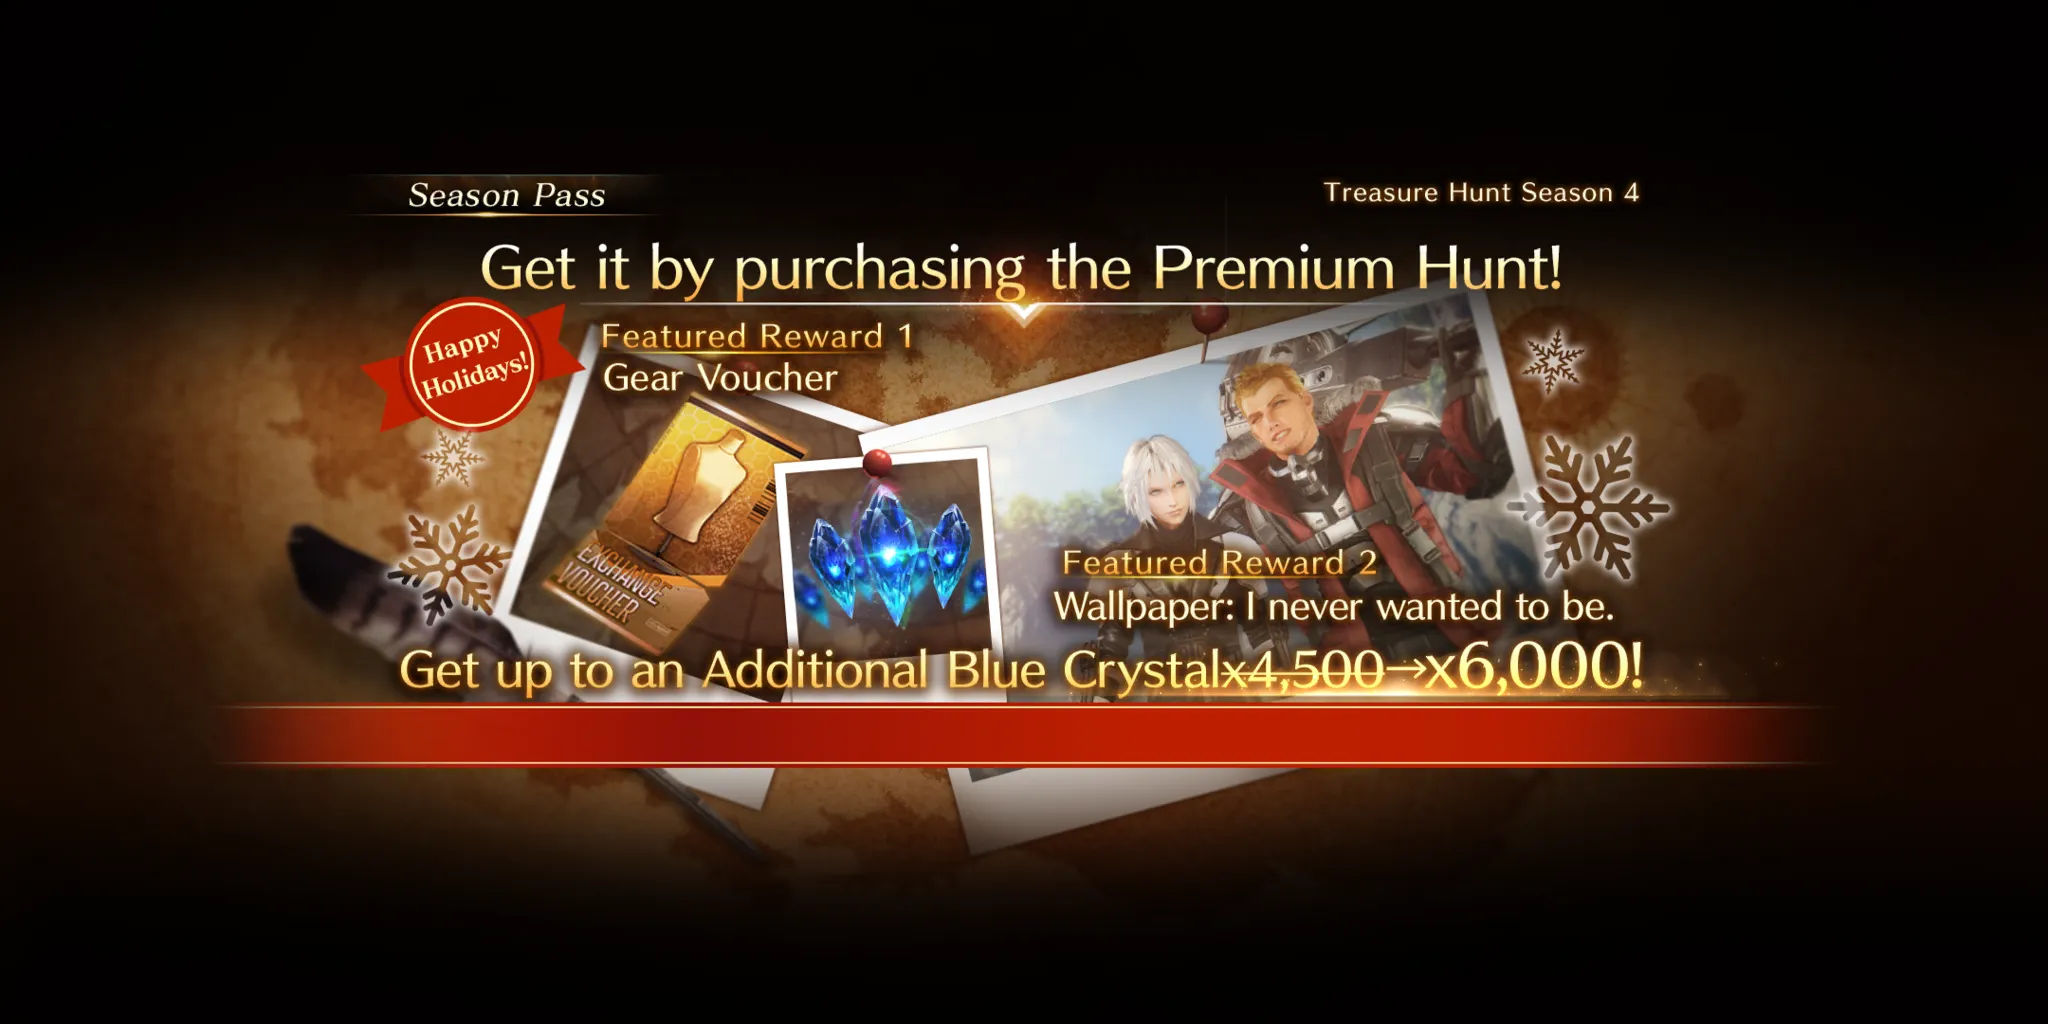 Season Pass
Treasure Hunt Season 4
Get it by purchasing the Premium Hunt!
Happy
Holidays!
Featured Reward 1
Gear Voucher
EXCHANGE
VOUCHER
Featured Reward 2
Wallpaper: I never wanted to be.
Get up to an Additional Blue Crystalx4,500→x6,000!